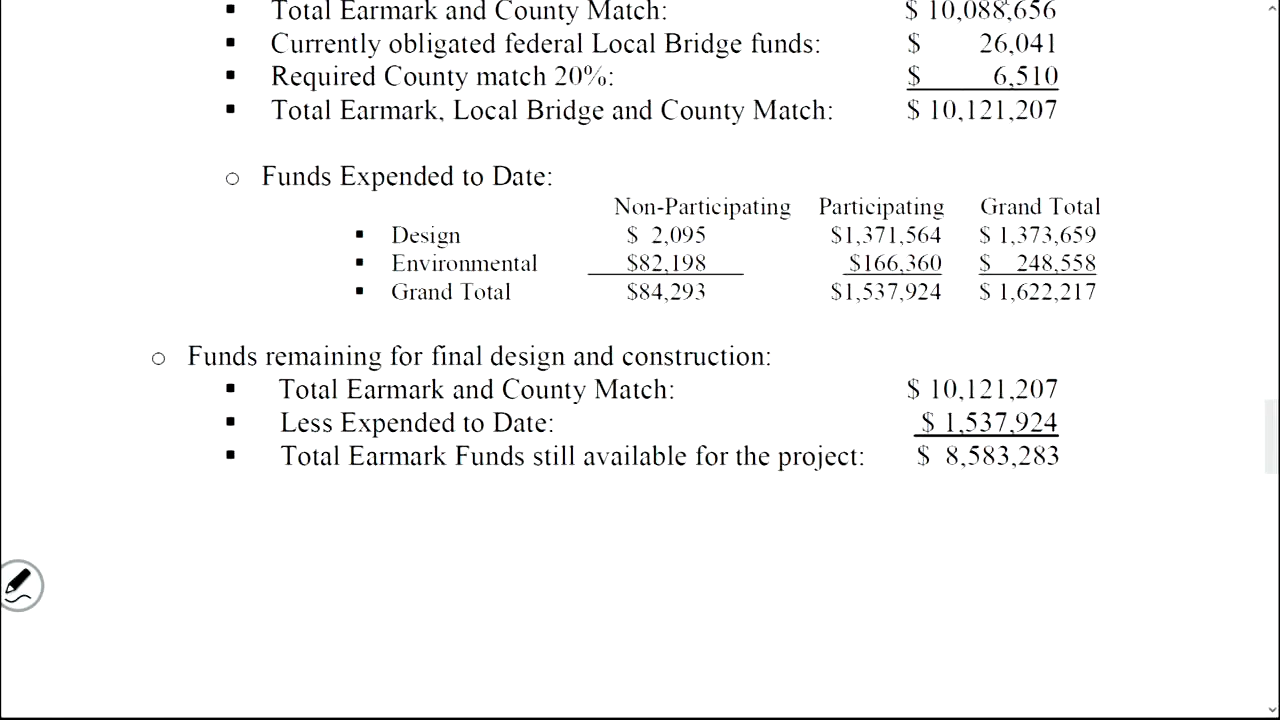 ▪ Total Earmark and County Match: $ 10,088,656
▪ Currently obligated federal Local Bridge funds: $ 26,041
▪ Required County match 20%: $ 6,510
▪ Total Earmark, Local Bridge and County Match: $ 10,121,207
○ Funds Expended to Date:
Non-Participating Participating Grand Total
▪ Design $ 2,095 $1,371,564 $ 1,373,659
▪ Environmental $82,198 $166,360 $ 248,558
▪ Grand Total $84,293 $1,537,924 $ 1,622,217
○ Funds remaining for final design and construction:
▪ Total Earmark and County Match: $ 10,121,207
▪ Less Expended to Date: $ 1,537,924
▪ Total Earmark Funds still available for the project: $ 8,583,283